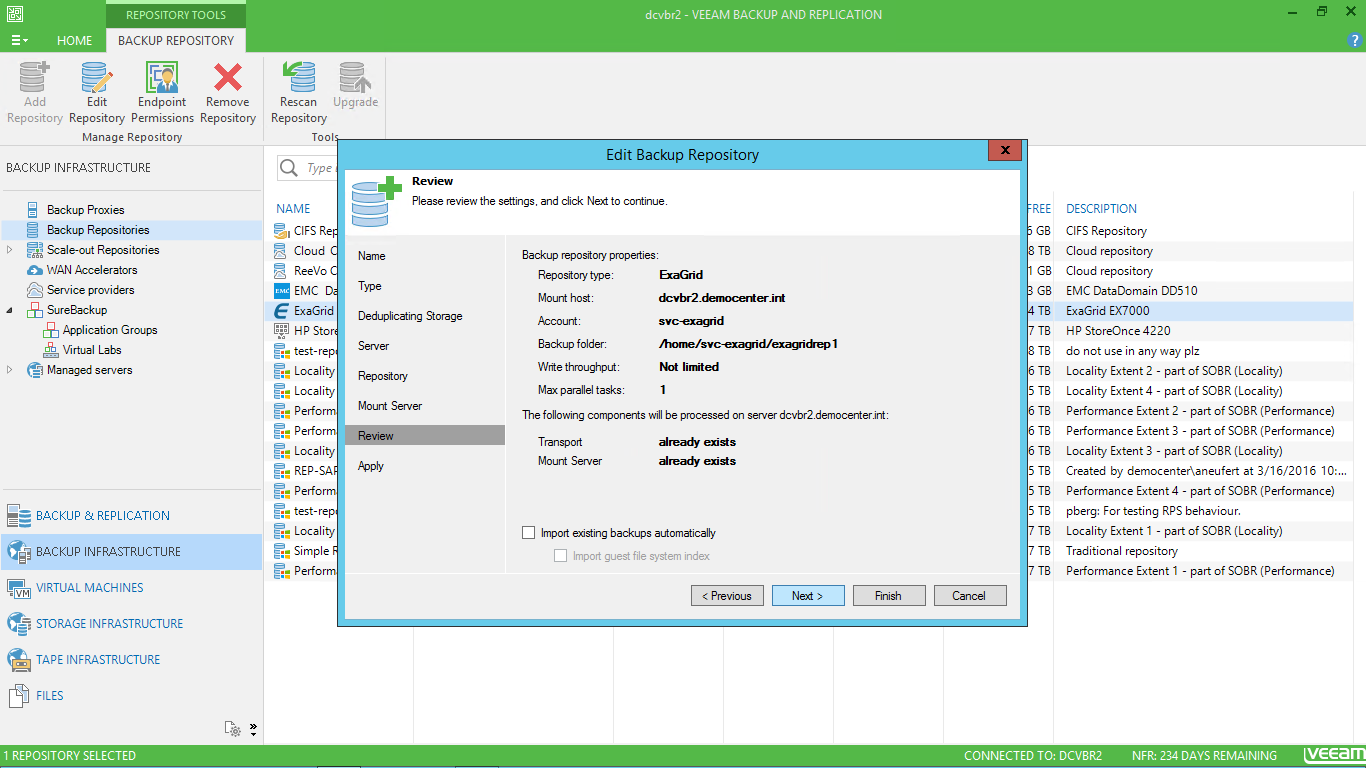 REPOSITORY TOOLS
dcvbr2 - VEEAM BACKUP AND REPLICATION
HOME
BACKUP REPOSITORY
Add Repository
Edit Repository
Endpoint Permissions
Remove Repository
Rescan Repository
Upgrade
Manage Repository
Tools
BACKUP INFRASTRUCTURE
Backup Proxies
Backup Repositories
Scale-out Repositories
WAN Accelerators
Service providers
SureBackup
Application Groups
Virtual Labs
Managed servers
BACKUP & REPLICATION
BACKUP INFRASTRUCTURE
VIRTUAL MACHINES
STORAGE INFRASTRUCTURE
TAPE INFRASTRUCTURE
FILES
Type
NAME FREE DESCRIPTION
CIFS Rep 6 GB CIFS Repository
Cloud 8 TB Cloud repository
ReeVo 1 GB Cloud repository
EMC Da 3 GB EMC DataDomain DD510
ExaGrid 4 TB ExaGrid EX7000
HP Store 7 TB HP StoreOnce 4220
test-repo 8 TB do not use in any way plz
Locality 6 TB Locality Extent 2 - part of SOBR (Locality)
Locality 5 TB Locality Extent 4 - part of SOBR (Locality)
Performa 6 TB Performance Extent 2 - part of SOBR (Performance)
Performa 6 TB Performance Extent 3 - part of SOBR (Performance)
Locality 6 TB Locality Extent 3 - part of SOBR (Locality)
REP-SAP 5 TB Created by democenter\aneufert at 3/16/2016 10:...
Performa 5 TB Performance Extent 4 - part of SOBR (Performance)
test-repo 5 TB pberg: For testing RPS behaviour.
Locality 7 TB Locality Extent 1 - part of SOBR (Locality)
Simple R 7 TB Traditional repository
Performa 7 TB Performance Extent 1 - part of SOBR (Performance)
Edit Backup Repository
X
Review
Please review the settings, and click Next to continue.
Name
Type
Deduplicating Storage
Server
Repository
Mount Server
Review
Apply
Backup repository properties:
Repository type: ExaGrid
Mount host: dcvbr2.democenter.int
Account: svc-exagrid
Backup folder: /home/svc-exagrid/exagridrep1
Write throughput: Not limited
Max parallel tasks: 1
The following components will be processed on server dcvbr2.democenter.int:
Transport already exists
Mount Server already exists
Import existing backups automatically
Import guest file system index
< Previous
Next >
Finish
Cancel
1 REPOSITORY SELECTED
CONNECTED TO: DCVBR2
NFR: 234 DAYS REMAINING
veeam